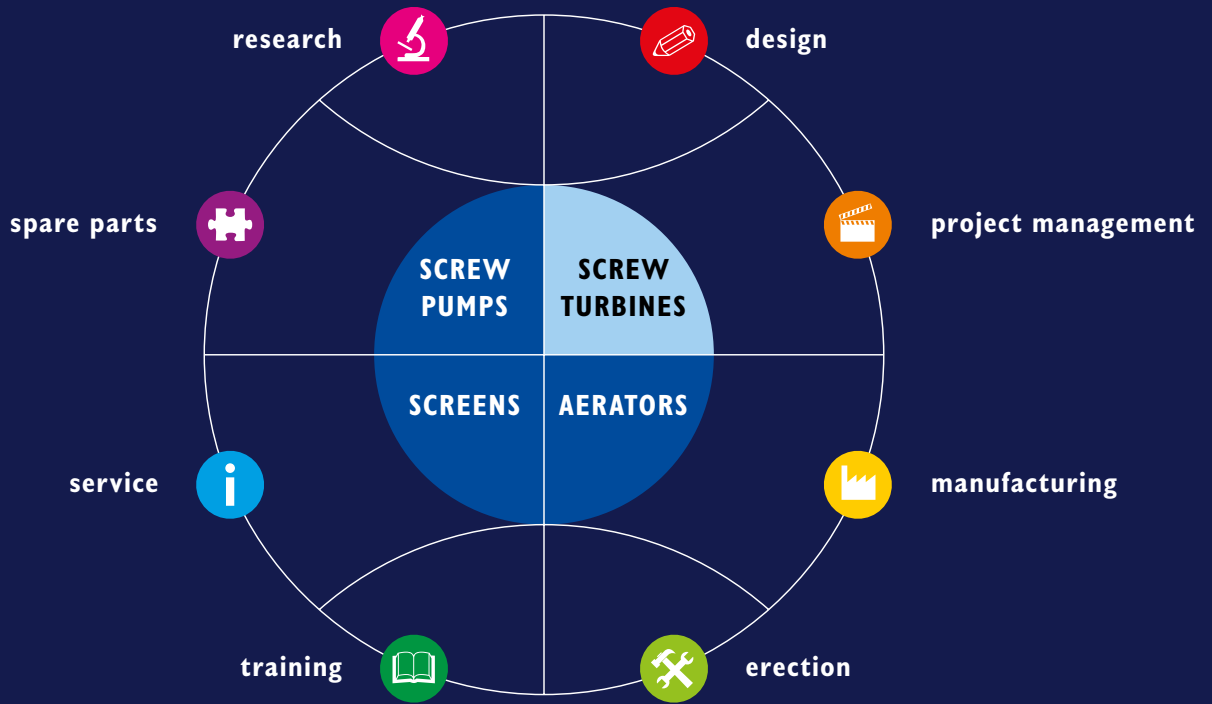 research
design
spare parts
project management
SCREW
PUMPS
SCREW
TURBINES
SCREENS
AERATORS
service
manufacturing
training
erection